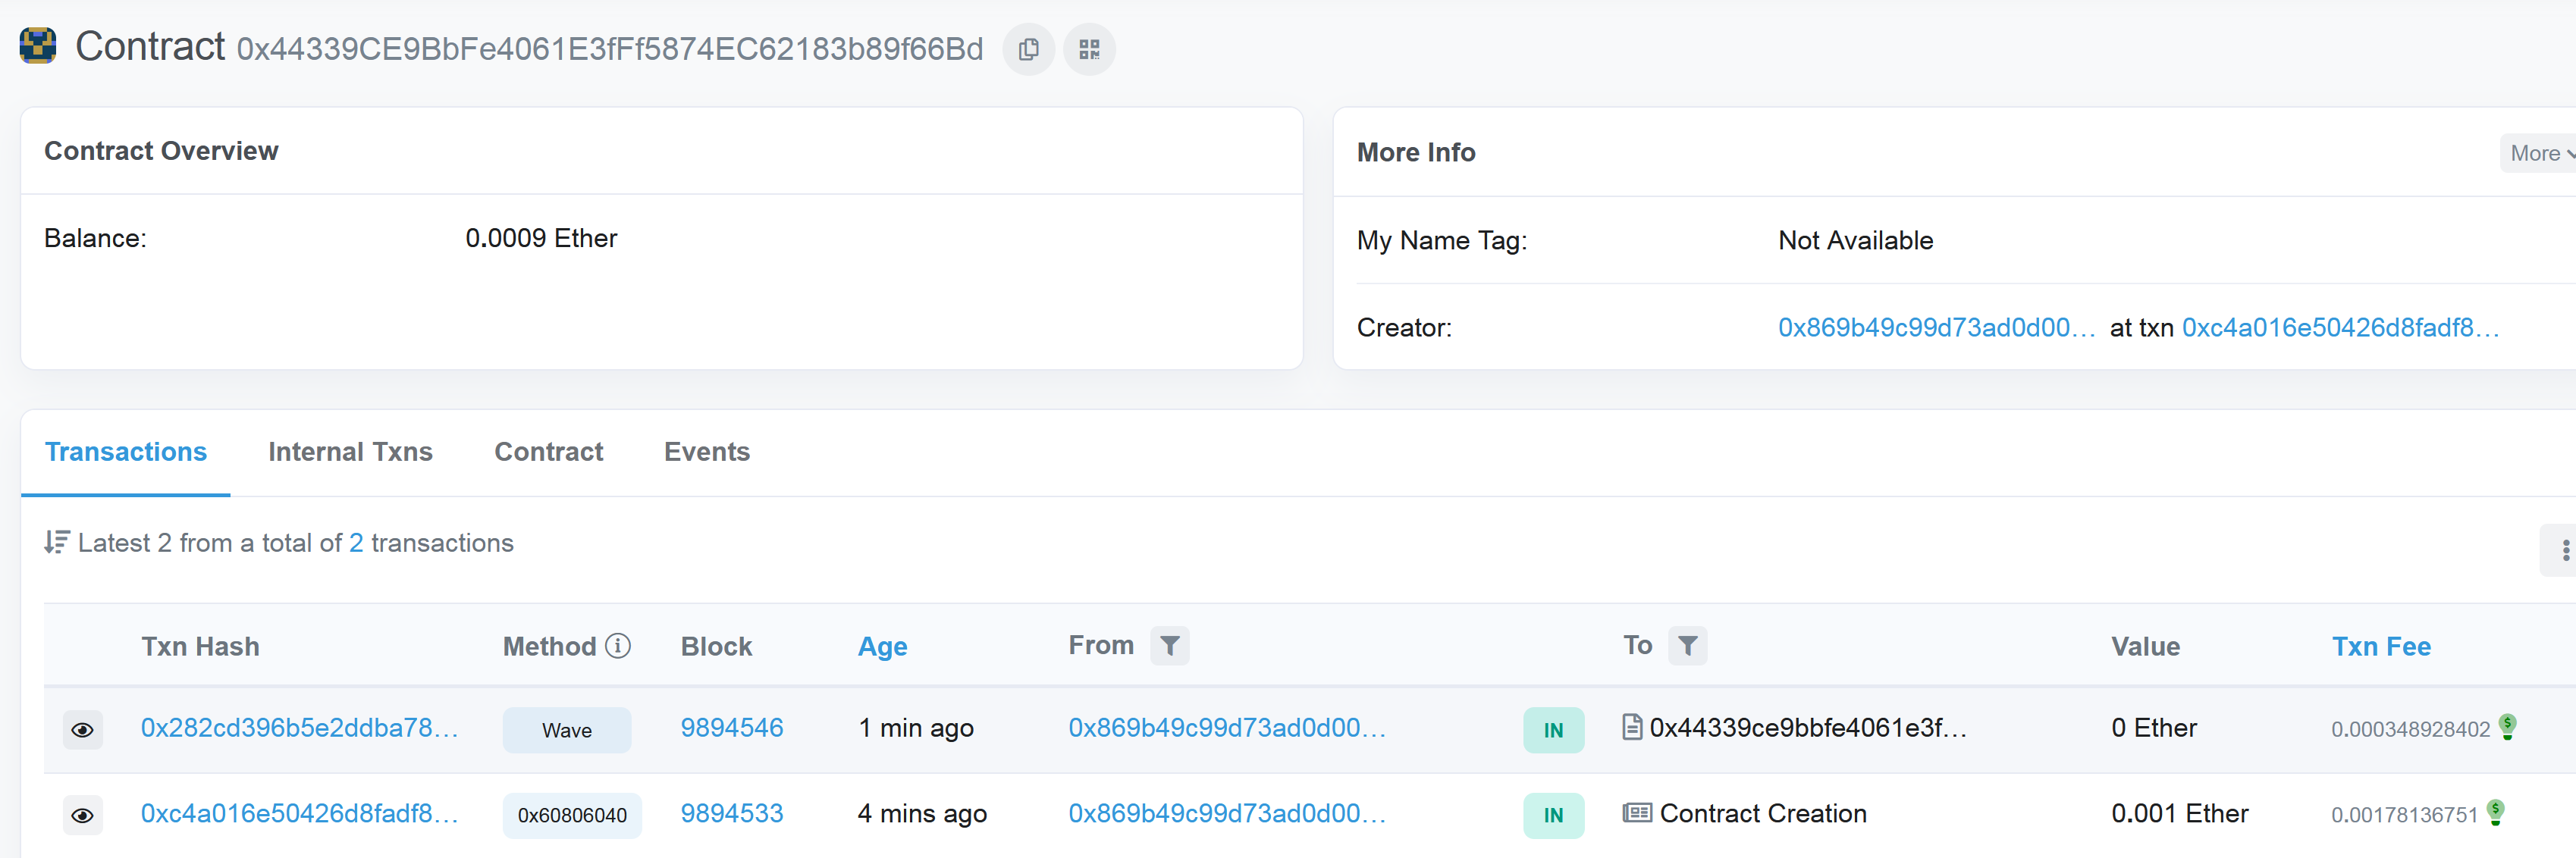 Contract 0x44339CE9BbFe4061E3fFf5874EC62183b89f66Bd
Contract Overview
Balance: 0.0009 Ether
More Info
More
My Name Tag: Not Available
Creator: 0x869b49c99d73ad0d00... at txn 0xc4a016e50426d8fadf8...
Transactions Internal Txns Contract Events
Latest 2 from a total of 2 transactions
Txn Hash Method Block Age From To Value Txn Fee
0x282cd396b5e2ddba78... Wave 9894546 1 min ago 0x869b49c99d73ad0d00... IN 0x44339ce9bbfe4061e3f... 0 Ether 0.000348928402
0xc4a016e50426d8fadf8... 0x60806040 9894533 4 mins ago 0x869b49c99d73ad0d00... IN Contract Creation 0.001 Ether 0.00178136751